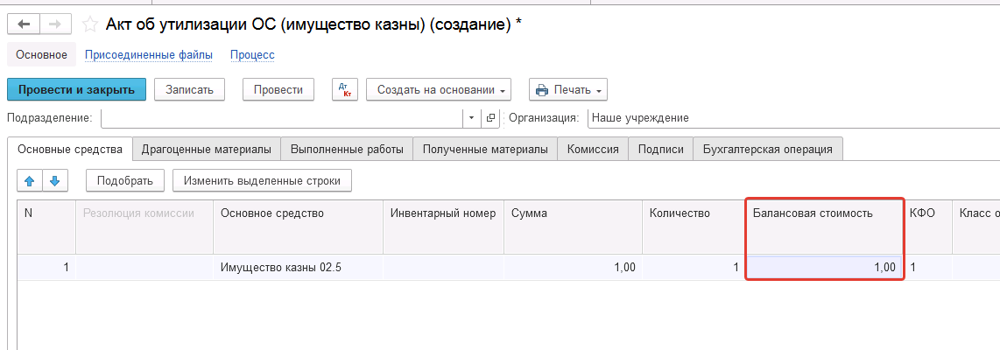 Акт об утилизации ОС (имущество казны) (создание) *
Основное Присоединенные файлы Процесс
Провести и закрыть Записать Провести Дт Кт Создать на основании Печать
Подразделение: Организация: Наше учреждение
Основные средства Драгоценные материалы Выполненные работы Полученные материалы Комиссия Подписи Бухгалтерская операция
Подобрать Изменить выделенные строки
N Резолюция комиссии Основное средство Инвентарный номер Сумма Количество Балансовая стоимость КФО Класс о
1 Имущество казны 02.5 1,00 1 1,00 1